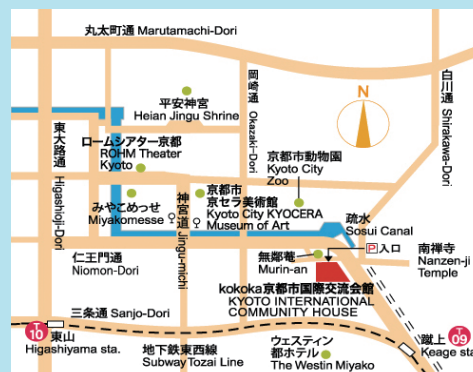 丸太町通 Marutamachi-Dori
白川通 Shirakawa-Dori
岡崎通 Okazaki-Dori
N
平安神宮
Heian Jingu Shrine
東大路通 Higashioji-Dori
ロームシアター京都
ROHM Theater
Kyoto
京都市動物園
Kyoto City
Zoo
みやこめっせ
Miyakomesse
神宮道 Jingu-michi
京都市
京セラ美術館
Kyoto City KYOCERA
Museum of Art
疏水
Sosui Canal
P入口
南禅寺
Nanzen-ji
Temple
仁王門通
Niomon-Dori
無鄰菴
Murin-an
kokoka京都市国際交流会館
KYOTO INTERNATIONAL
COMMUNITY HOUSE
三条通 Sanjo-Dori
T
10
東山
Higashiyama sta.
地下鉄東西線
Subway Tozai Line
ウェスティン
都ホテル
The Westin Miyako
T
09
蹴上
Keage sta